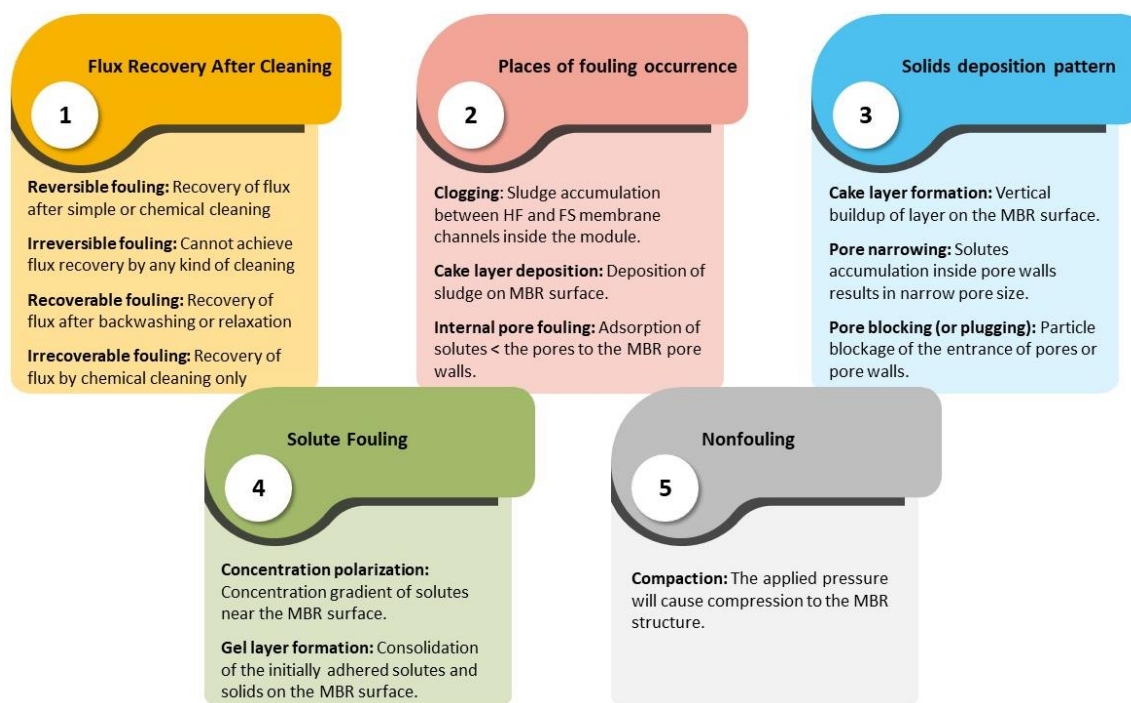 Flux Recovery After Cleaning
1
Reversible fouling: Recovery of flux
after simple or chemical cleaning
Irreversible fouling: Cannot achieve
flux recovery by any kind of cleaning
Recoverable fouling: Recovery of
flux after backwashing or relaxation
Irrecoverable fouling: Recovery of
flux by chemical cleaning only
Places of fouling occurrence
2
Clogging: Sludge accumulation
between HF and FS membrane
channels inside the module.
Cake layer deposition: Deposition of
sludge on MBR surface.
Internal pore fouling: Adsorption of
solutes < the pores to the MBR pore
walls.
Solids deposition pattern
3
Cake layer formation: Vertical
buildup of layer on the MBR surface.
Pore narrowing: Solutes
accumulation inside pore walls
results in narrow pore size.
Pore blocking (or plugging): Particle
blockage of the entrance of pores or
pore walls.
Solute Fouling
4
Concentration polarization:
Concentration gradient of solutes
near the MBR surface.
Gel layer formation: Consolidation
of the initially adhered solutes and
solids on the MBR surface.
Nonfouling
5
Compaction: The applied pressure
will cause compression to the MBR
structure.